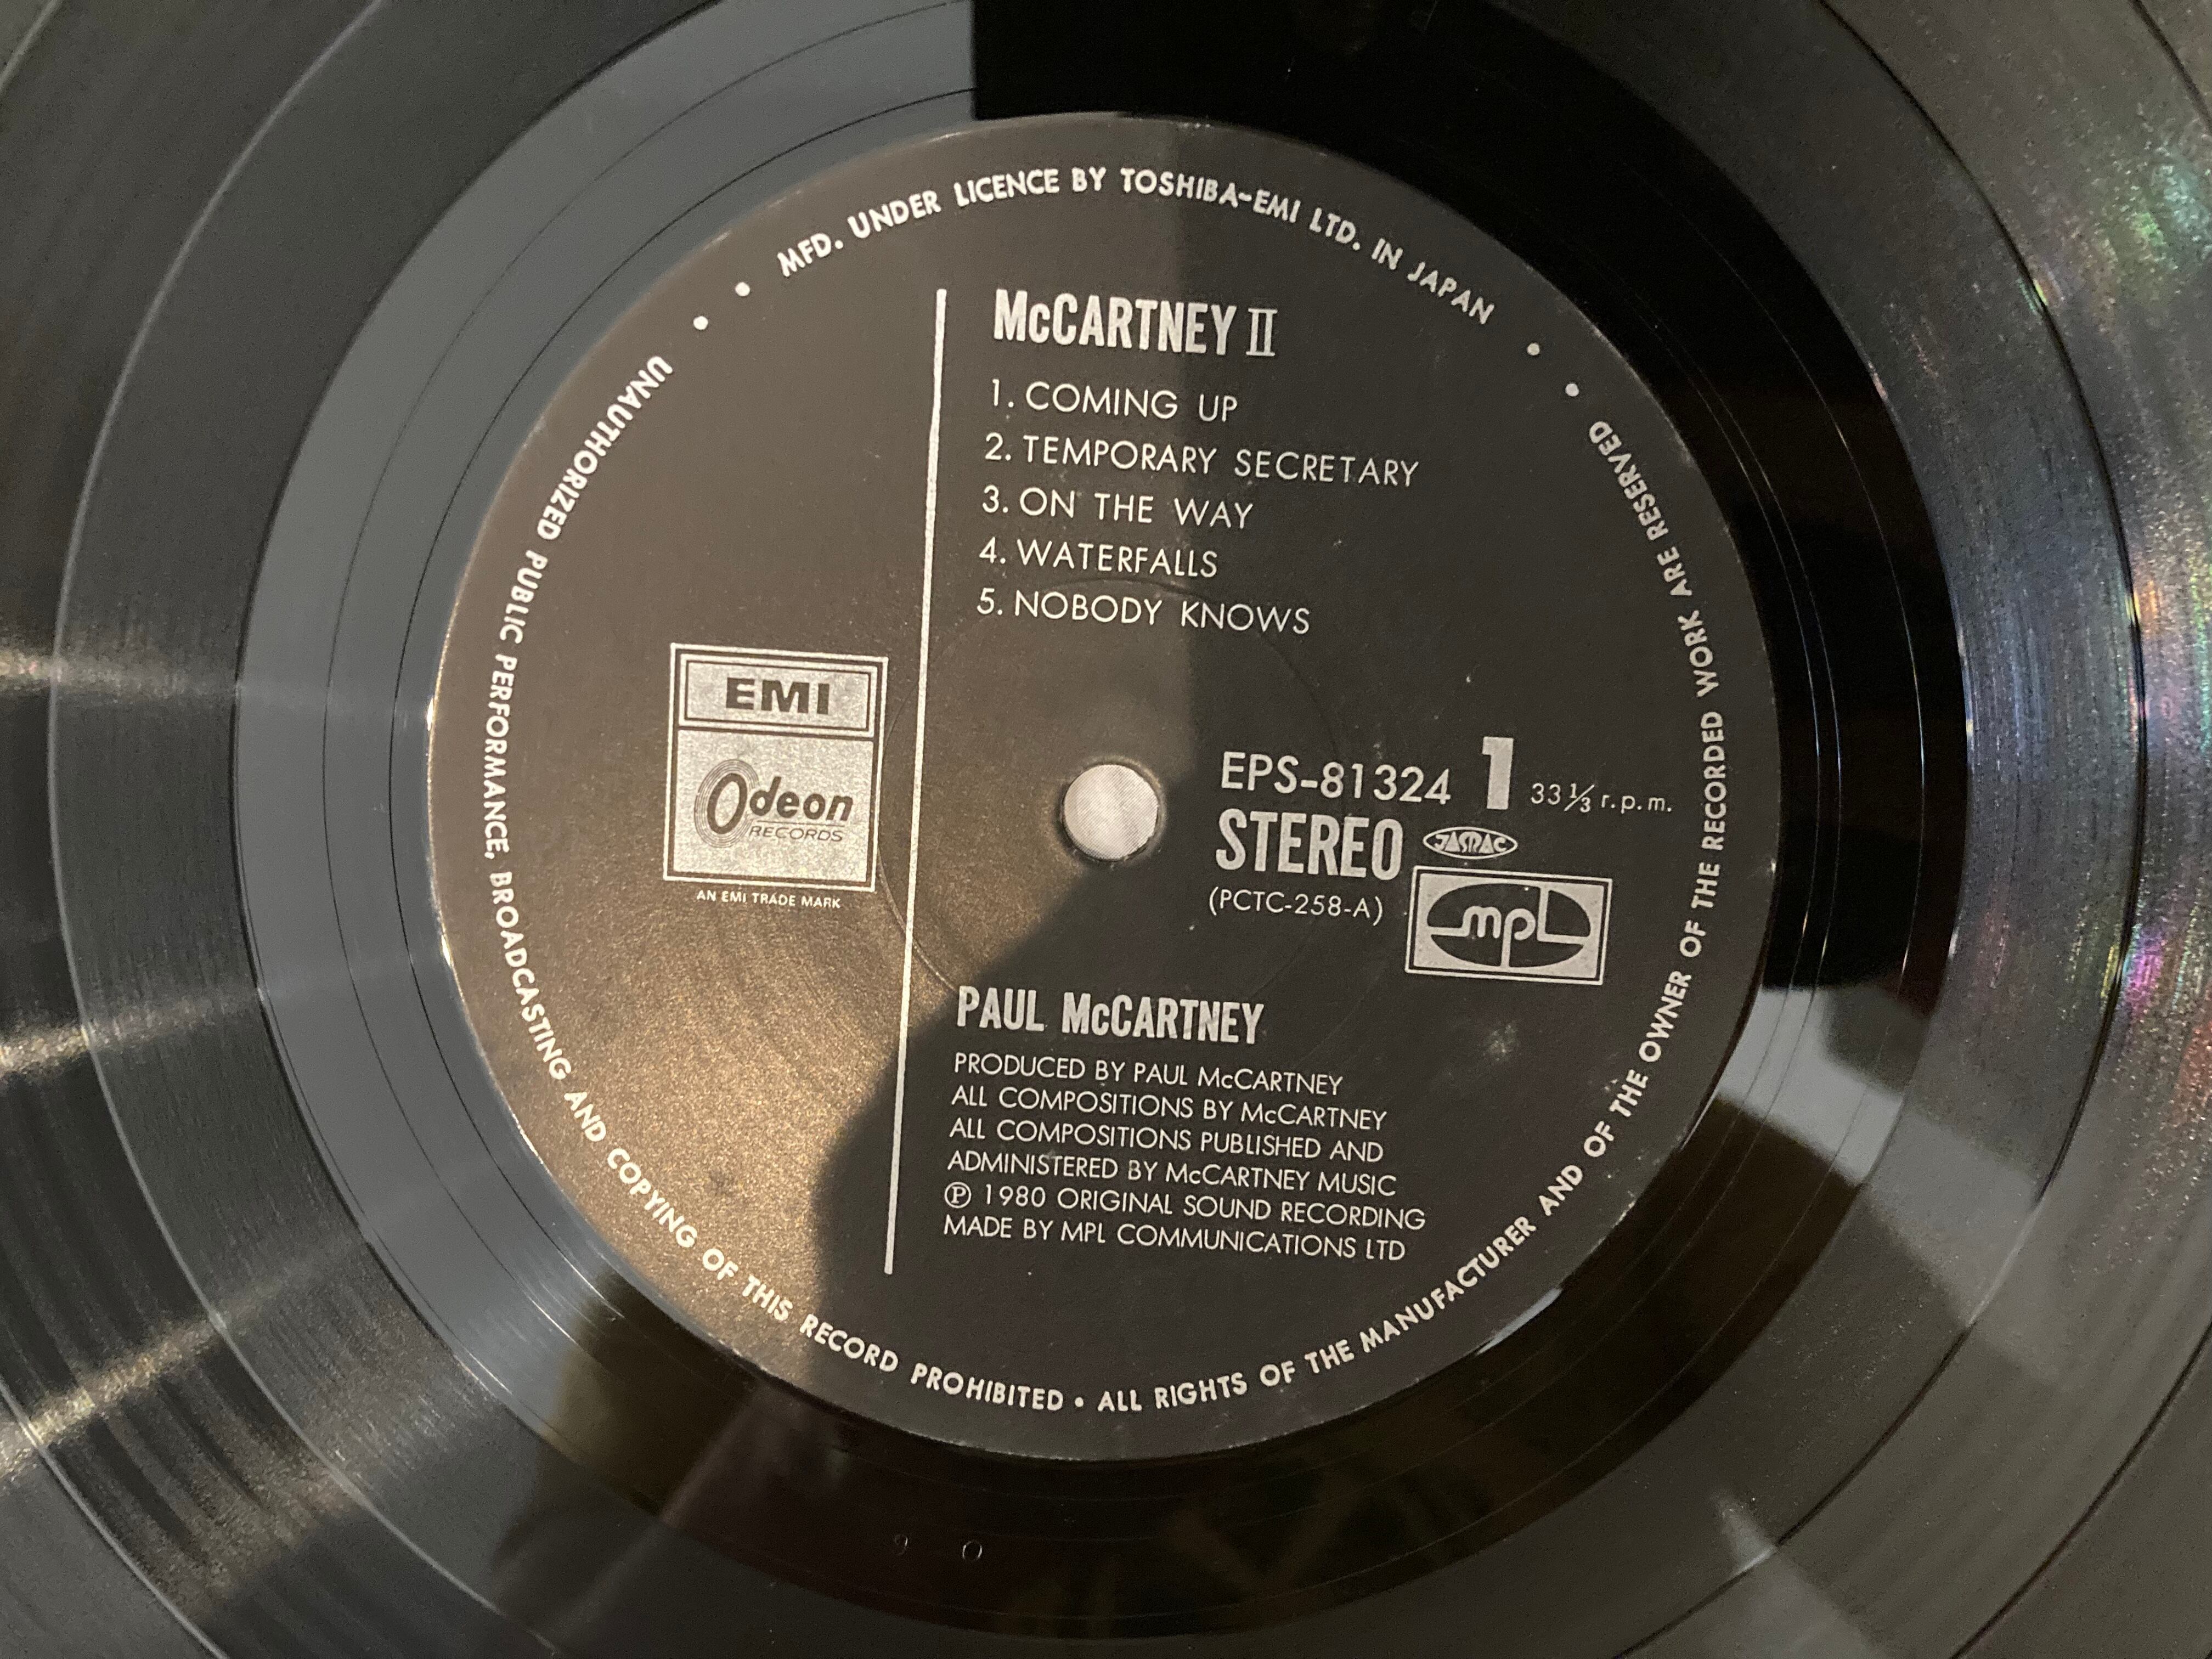 MFD. UNDER LICENCE BY TOSHIBA-EMI LTD. IN JAPAN
McCARTNEY II
1. COMING UP
2. TEMPORARY SECRETARY
3. ON THE WAY
4. WATERFALLS
5. NOBODY KNOWS
EMI
Odeon
RECORDS
AN EMI TRADE MARK
EPS-81324 1 33 1/3 r.p.m.
STEREO JASRAC
(PCTC-258-A)
mpl
PAUL McCARTNEY
PRODUCED BY PAUL McCARTNEY
ALL COMPOSITIONS BY McCARTNEY
ALL COMPOSITIONS PUBLISHED AND
ADMINISTERED BY McCARTNEY MUSIC
℗ 1980 ORIGINAL SOUND RECORDING
MADE BY MPL COMMUNICATIONS LTD
UNAUTHORIZED PUBLIC PERFORMANCE, BROADCASTING AND COPYING OF THIS RECORD PROHIBITED • ALL RIGHTS OF THE MANUFACTURER AND OF THE OWNER OF THE RECORDED WORK ARE RESERVED